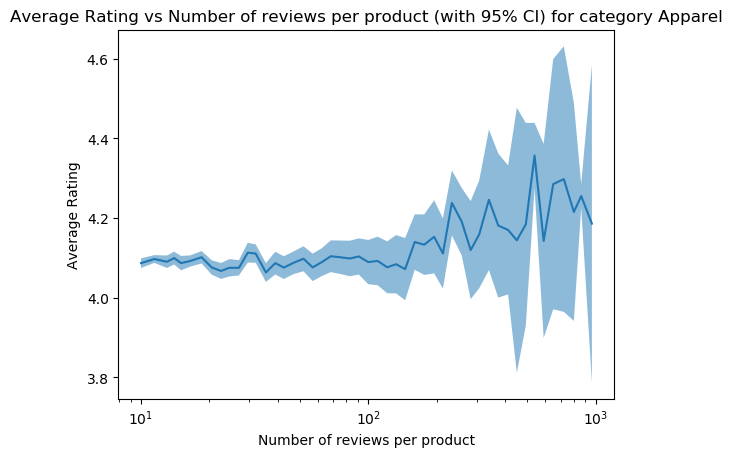 Average Rating vs Number of reviews per product (with 95% CI) for category Apparel
4.6
4.4
4.2
4.0
3.8
Average Rating
10¹
10²
10³
Number of reviews per product